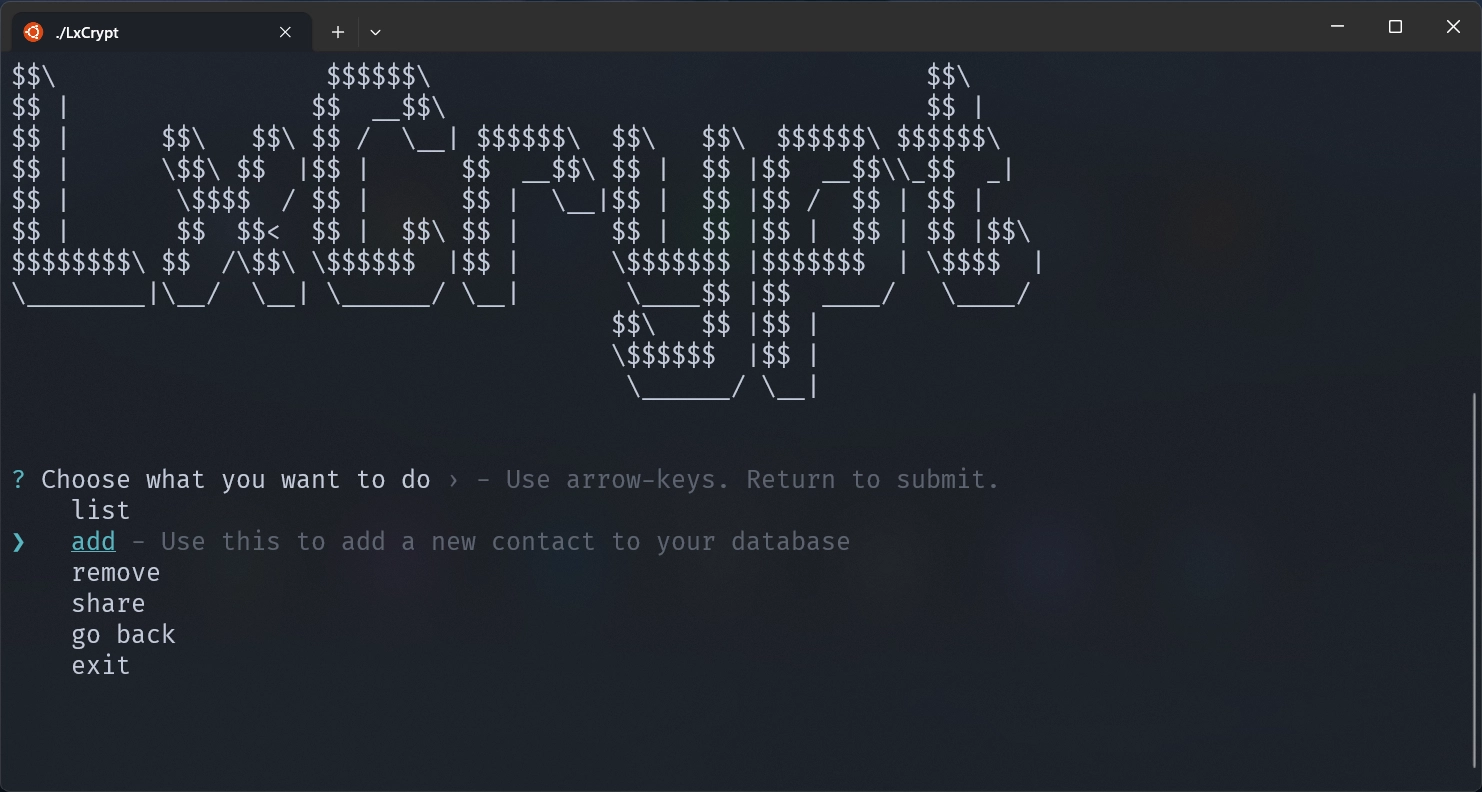 ./LxCrypt
$$\                  $$$$$$\                                 $$\
$$ |                $$  __$$\                                $$ |
$$ |      $$\   $$\ $$ /  \__| $$$$$$\  $$\   $$\  $$$$$$\ $$$$$$\
$$ |      \$$\ $$  |$$ |      $$  __$$\ $$ |  $$ |$$  __$$\\_$$  _|
$$ |       \$$$$  / $$ |      $$ |  \__|$$ |  $$ |$$ /  $$ | $$ |
$$ |       $$  $$<  $$ |  $$\ $$ |      $$ |  $$ |$$ |  $$ | $$ |$$\
$$$$$$$$\ $$  /\$$\ \$$$$$$  |$$ |      \$$$$$$$ |$$$$$$$  | \$$$$  |
\________|\__/  \__| \______/ \__|       \____$$ |$$  ____/   \____/
                                        $$\   $$ |$$ |
                                        \$$$$$$  |$$ |
                                         \______/ \__|
? Choose what you want to do › - Use arrow-keys. Return to submit.
list
❯ add - Use this to add a new contact to your database
remove
share
go back
exit